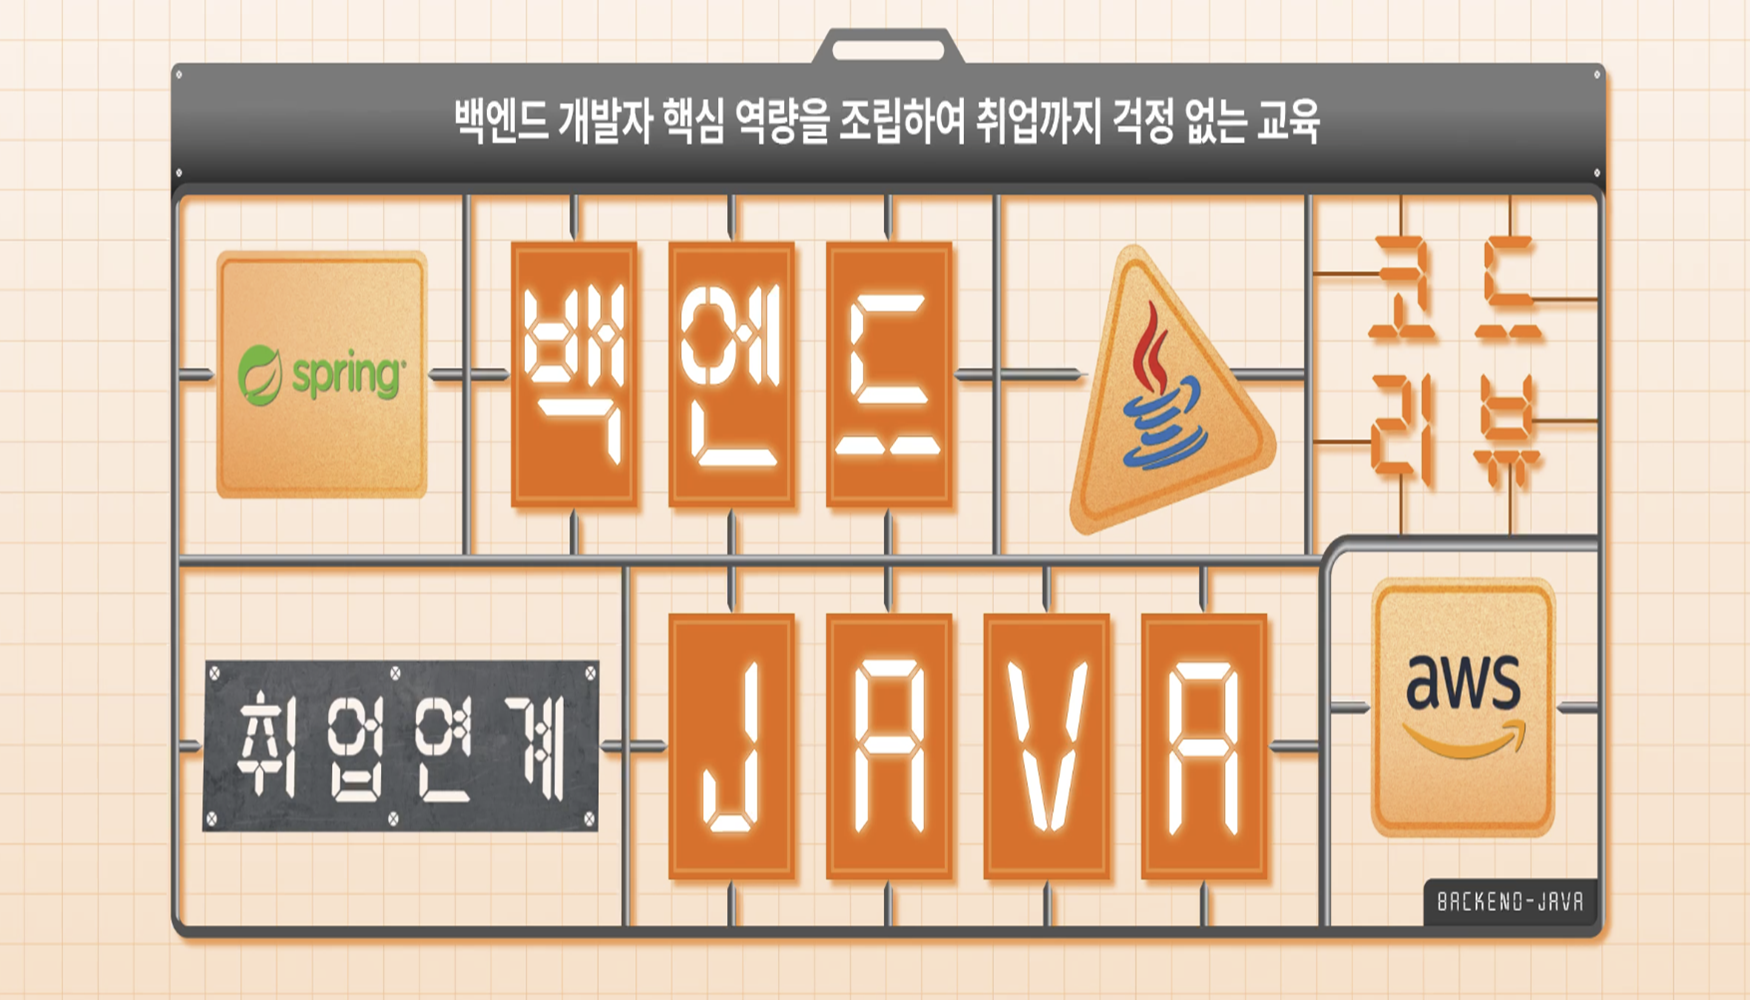 백엔드 개발자 핵심 역량을 조립하여 취업까지 걱정 없는 교육
spring
백엔드
코드
리뷰
취업연계
JAVA
aws
BACKEND-JAVA